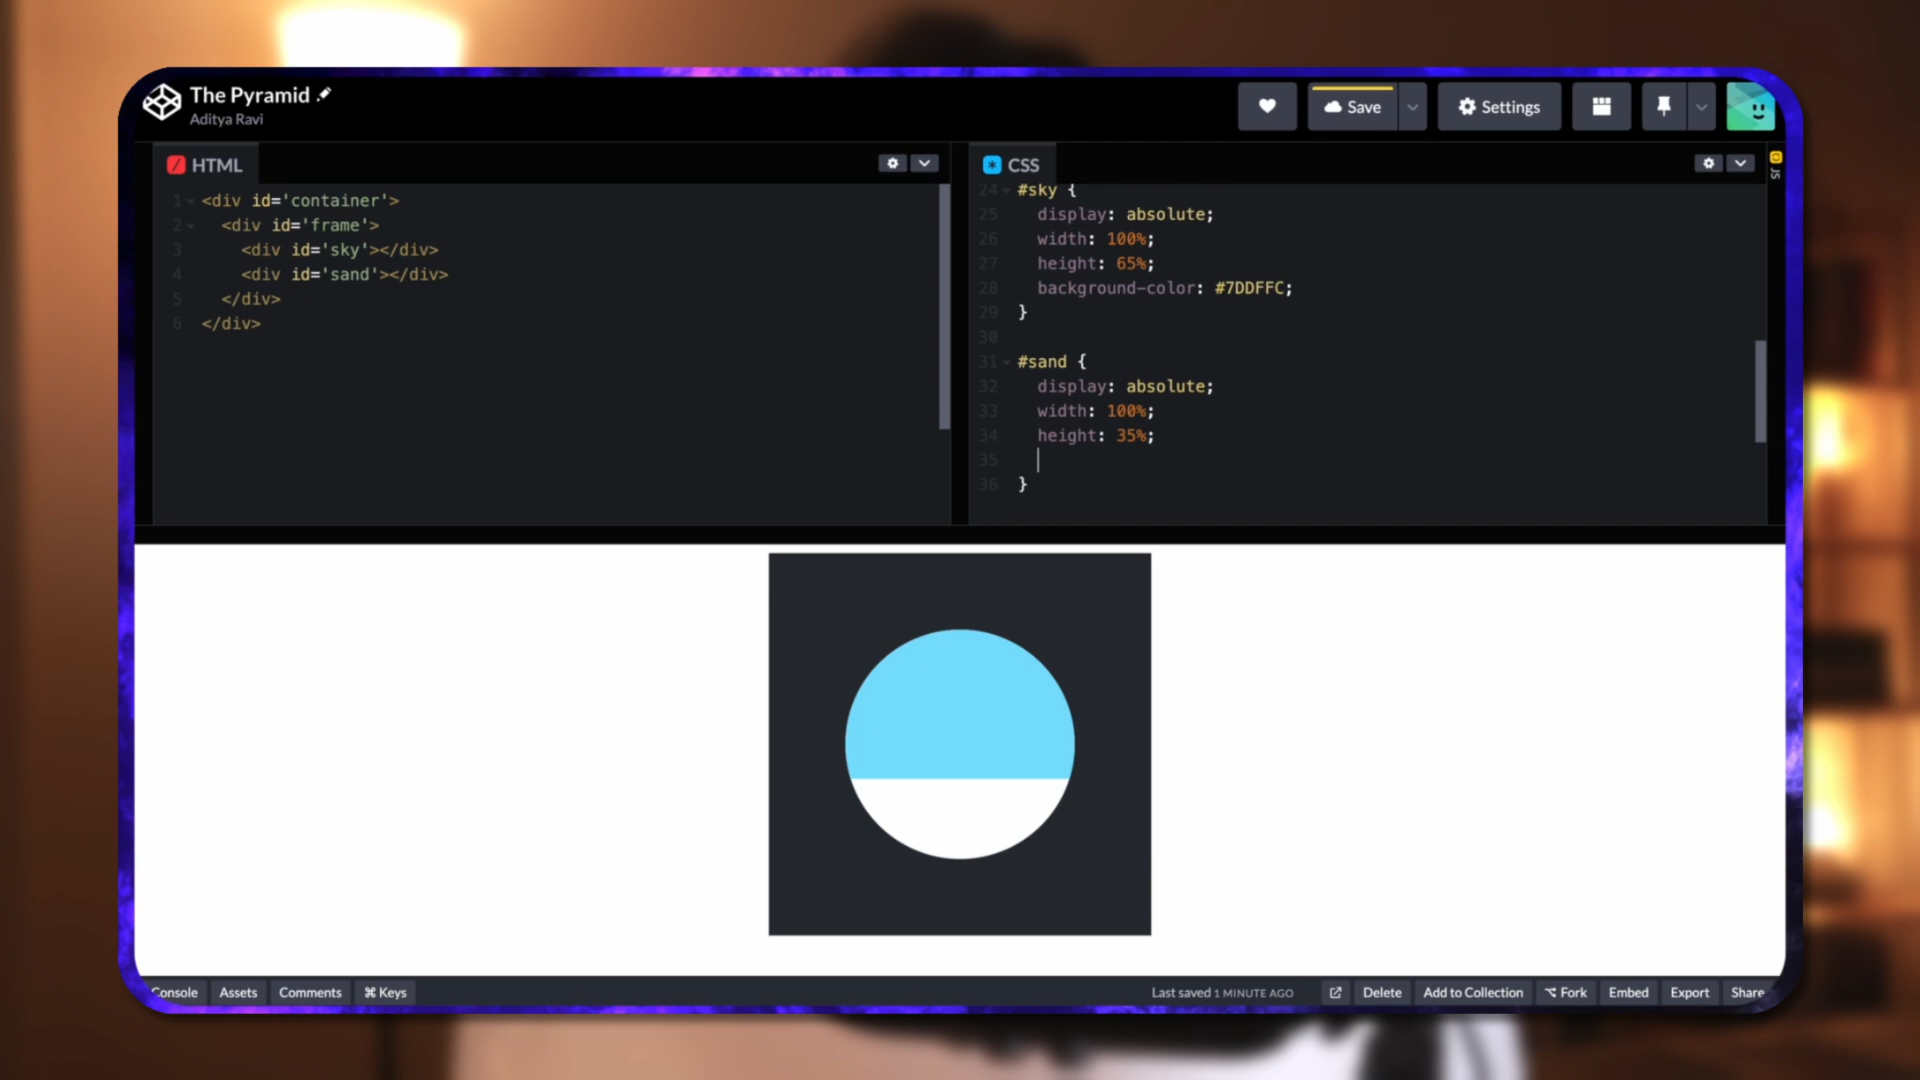 The Pyramid
Aditya Ravi
Save
Settings
HTML
1 <div id='container'>
2 <div id='frame'>
3 <div id='sky'></div>
4 <div id='sand'></div>
5 </div>
6 </div>
CSS
JS
24 #sky {
25 display: absolute;
26 width: 100%;
27 height: 65%;
28 background-color: #7DDFFC;
29 }
30
31 #sand {
32 display: absolute;
33 width: 100%;
34 height: 35%;
35
36 }
Console Assets Comments ⌘ Keys Last saved 1 MINUTE AGO Delete Add to Collection ⌥ Fork Embed Export Share